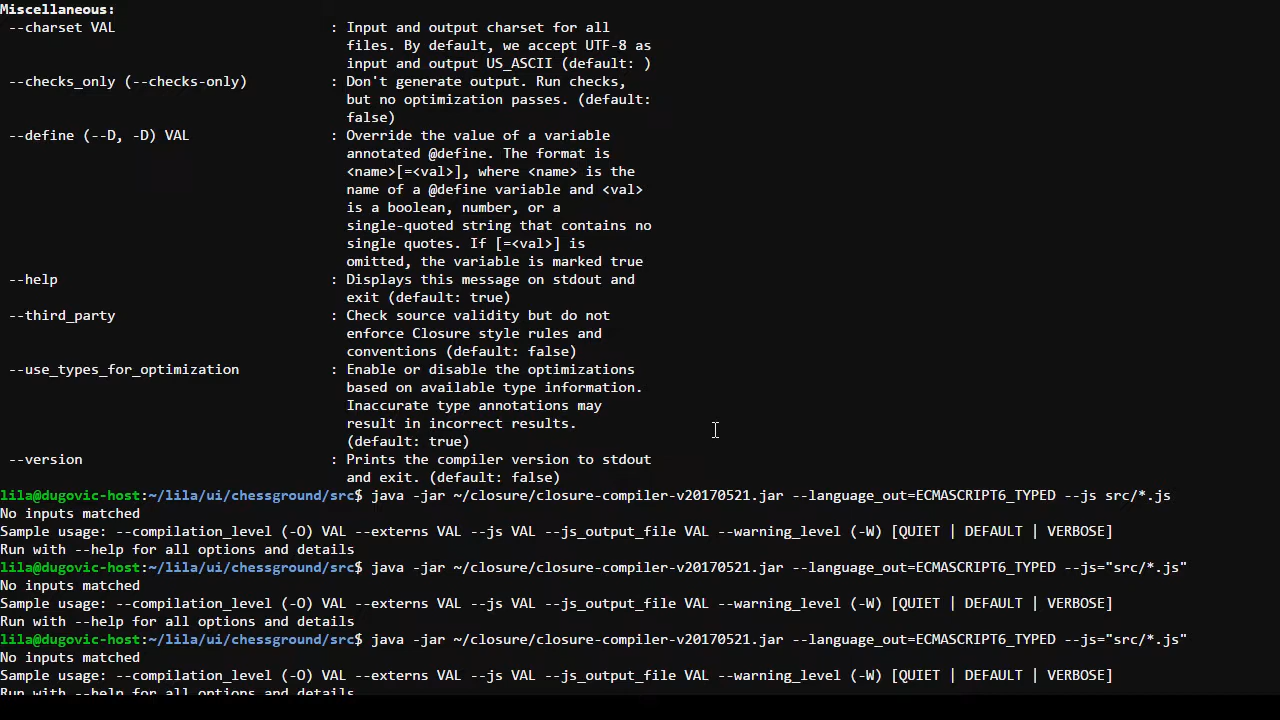 Miscellaneous:
--charset VAL : Input and output charset for all
files. By default, we accept UTF-8 as
input and output US_ASCII (default: )
--checks_only (--checks-only) : Don't generate output. Run checks,
but no optimization passes. (default:
false)
--define (--D, -D) VAL : Override the value of a variable
annotated @define. The format is
<name>[=<val>], where <name> is the
name of a @define variable and <val>
is a boolean, number, or a
single-quoted string that contains no
single quotes. If [=<val>] is
omitted, the variable is marked true
--help : Displays this message on stdout and
exit (default: true)
--third_party : Check source validity but do not
enforce Closure style rules and
conventions (default: false)
--use_types_for_optimization : Enable or disable the optimizations
based on available type information.
Inaccurate type annotations may
result in incorrect results.
(default: true)
--version : Prints the compiler version to stdout
and exit. (default: false)
lila@dugovic-host:~/lila/ui/chessground/src$ java -jar ~/closure/closure-compiler-v20170521.jar --language_out=ECMASCRIPT6_TYPED --js src/*.js
No inputs matched
Sample usage: --compilation_level (-O) VAL --externs VAL --js VAL --js_output_file VAL --warning_level (-W) [QUIET | DEFAULT | VERBOSE]
Run with --help for all options and details
lila@dugovic-host:~/lila/ui/chessground/src$ java -jar ~/closure/closure-compiler-v20170521.jar --language_out=ECMASCRIPT6_TYPED --js="src/*.js"
No inputs matched
Sample usage: --compilation_level (-O) VAL --externs VAL --js VAL --js_output_file VAL --warning_level (-W) [QUIET | DEFAULT | VERBOSE]
Run with --help for all options and details
lila@dugovic-host:~/lila/ui/chessground/src$ java -jar ~/closure/closure-compiler-v20170521.jar --language_out=ECMASCRIPT6_TYPED --js="src/*.js"
No inputs matched
Sample usage: --compilation_level (-O) VAL --externs VAL --js VAL --js_output_file VAL --warning_level (-W) [QUIET | DEFAULT | VERBOSE]
Run with --help for all options and details